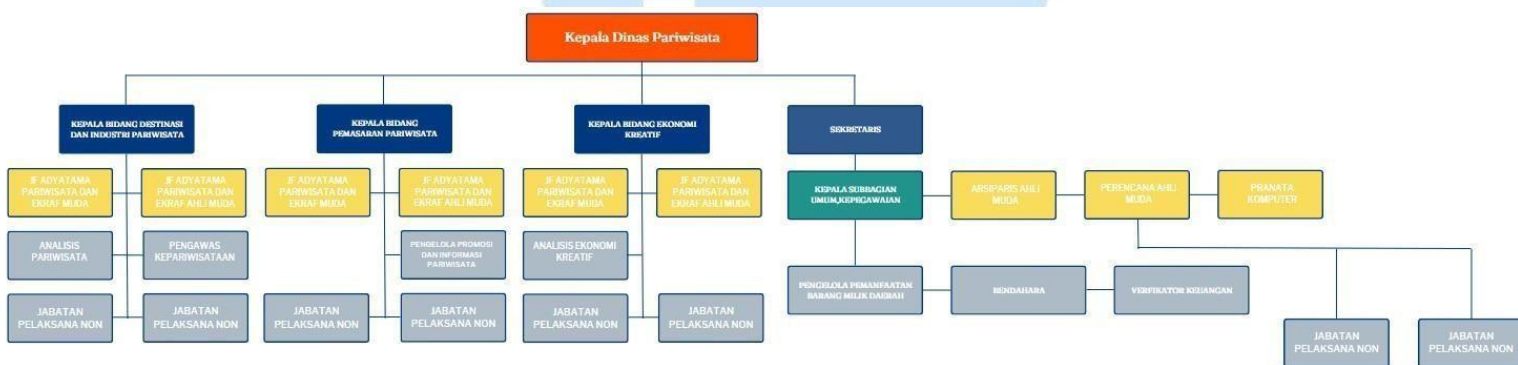 Kepala Dinas Pariwisata
KEPALA BIDANG DESTINASI
DAN INDUSTRI PARIWISATA
KEPALA BIDANG
PEMASARAN PARIWISATA
KEPALA BIDANG EKONOMI
KREATIF
SEKRETARIS
JF ADYATAMA
PARIWISATA DAN
EKRAF MUDA
JF ADYATAMA
PARIWISATA DAN
EKRAF AHLI MUDA
JF ADYATAMA
PARIWISATA DAN
EKRAF MUDA
JF ADYATAMA
PARIWISATA DAN
EKRAF AHLI MUDA
JF ADYATAMA
PARIWISATA DAN
EKRAF MUDA
JF ADYATAMA
PARIWISATA DAN
EKRAF AHLI MUDA
KEPALA SUBBAGIAN
UMUM,KEPEGAWAIAN
ARSIPARIS AHLI
MUDA
PERENCANA AHLI
MUDA
PRANATA
KOMPUTER
ANALISIS
PARIWISATA
PENGAWAS
KEPARIWISATAAN
PENGELOLA PROMOSI
DAN INFORMASI
PARIWISATA
ANALISIS EKONOMI
KREATIF
PENGELOLA PEMANFAATAN
BARANG MILIK DAERAH
BENDAHARA
VERFIKATOR KEUANGAN
JABATAN
PELAKSANA NON
JABATAN
PELAKSANA NON
JABATAN
PELAKSANA NON
JABATAN
PELAKSANA NON
JABATAN
PELAKSANA NON
JABATAN
PELAKSANA NON
JABATAN
PELAKSANA NON
JABATAN
PELAKSANA NON